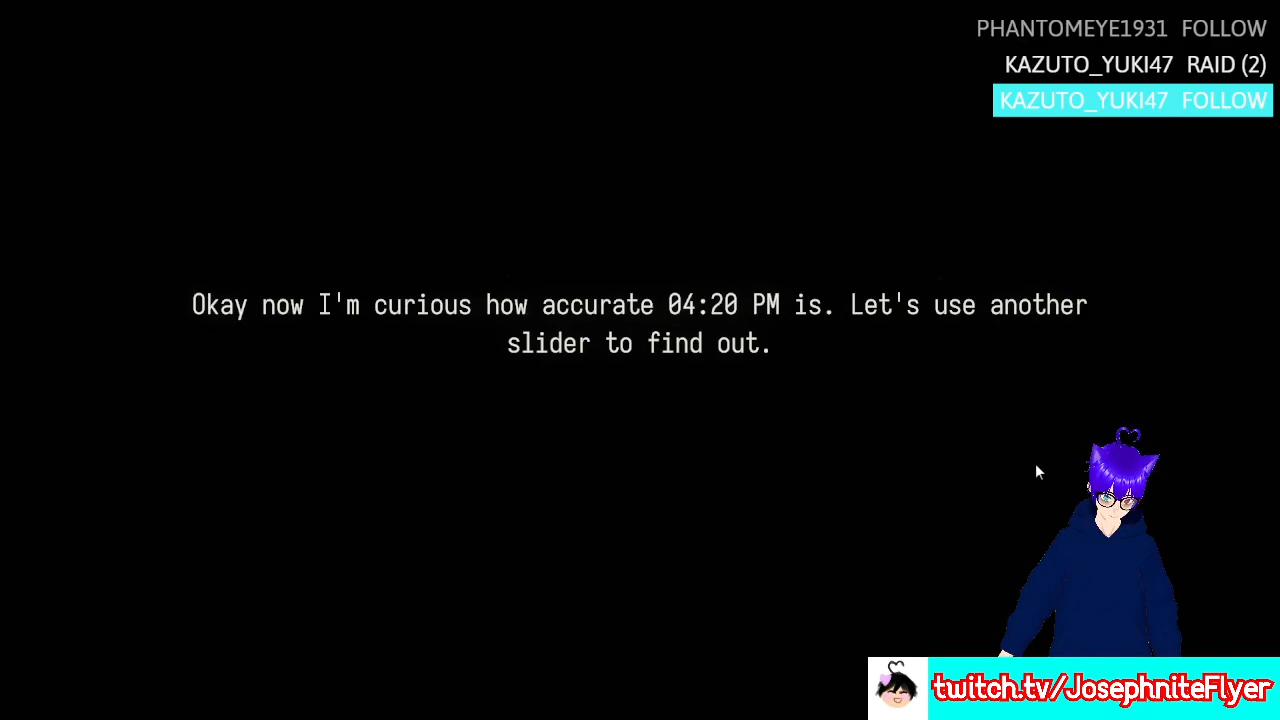 PHANTOMEYE1931 FOLLOW
KAZUTO_YUKI47 RAID (2)
KAZUTO_YUKI47 FOLLOW
Okay now I'm curious how accurate 04:20 PM is. Let's use another
slider to find out.
twitch.tv/JosephniteFlyer